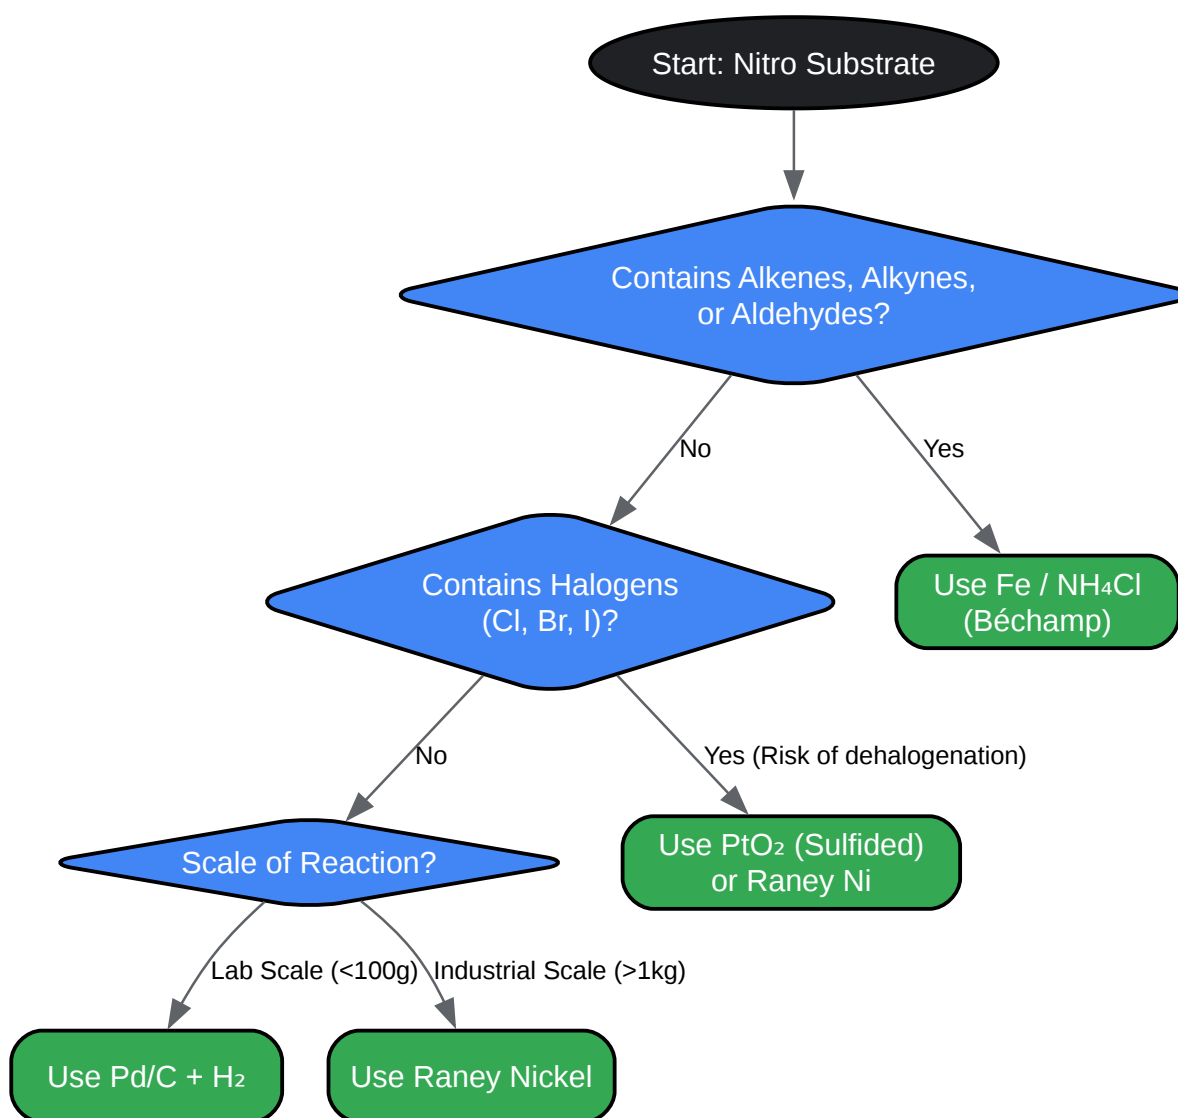 Start: Nitro Substrate
Contains Alkenes, Alkynes,
or Aldehydes?
No
Yes
Contains Halogens
(Cl, Br, I)?
Use Fe / NH₄Cl
(Béchamp)
No
Yes (Risk of dehalogenation)
Scale of Reaction?
Use PtO₂ (Sulfided)
or Raney Ni
Lab Scale (<100g)
Industrial Scale (>1kg)
Use Pd/C + H₂
Use Raney Nickel